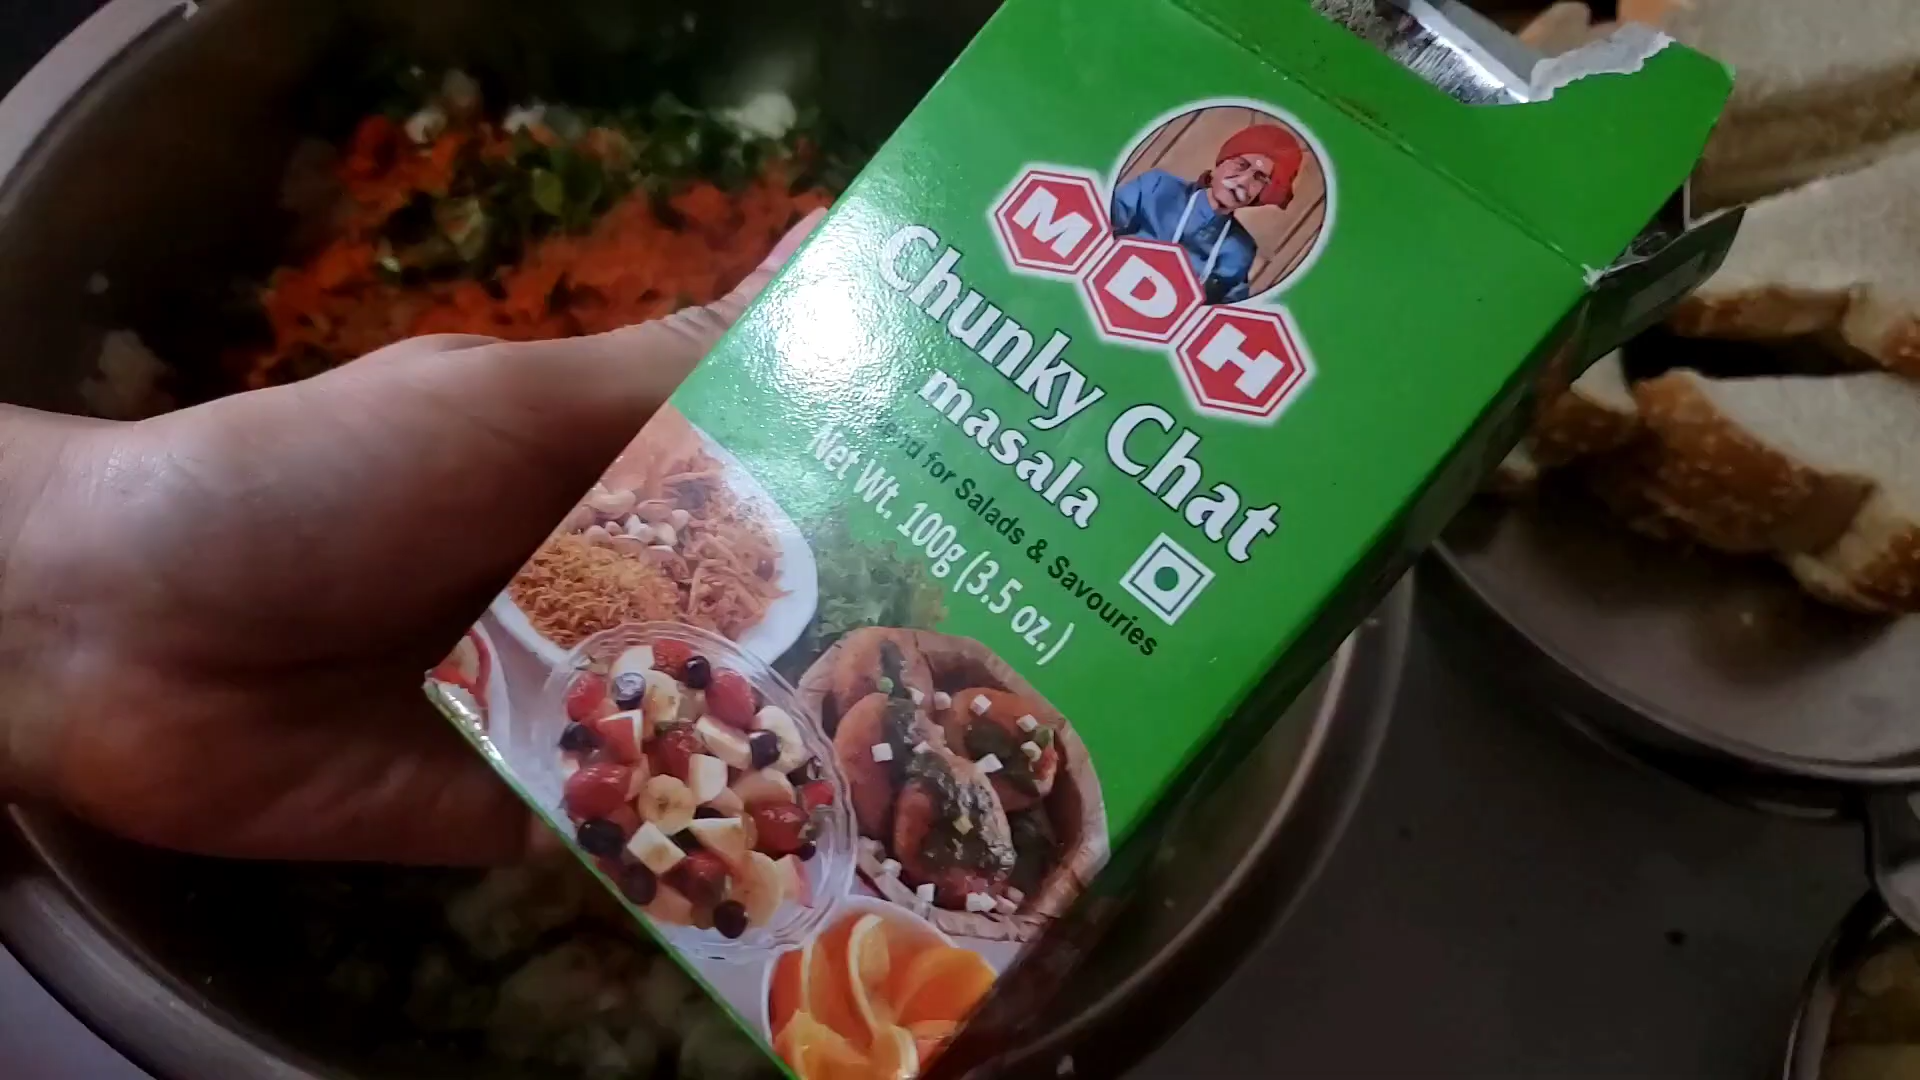 MDH
Chunky Chat
masala
for Salads & Savouries
Net Wt. 100g (3.5 oz.)